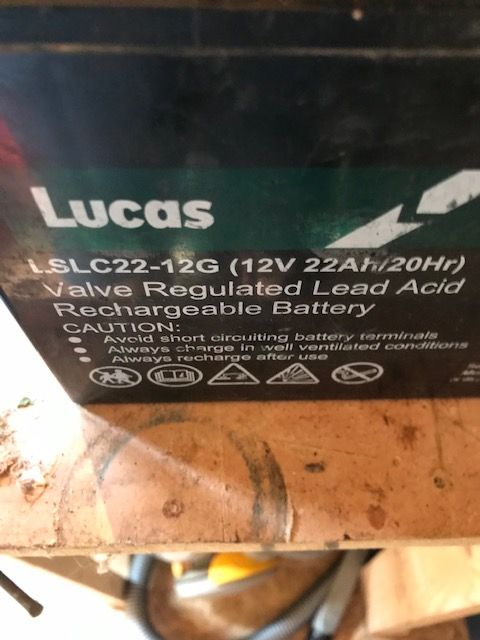 Lucas
LSLC22-12G (12V 22Ah/20Hr)
Valve Regulated Lead Acid
Rechargeable Battery
CAUTION:
● Avoid short circuiting battery terminals
● Always charge in well ventilated conditions
● Always recharge after use